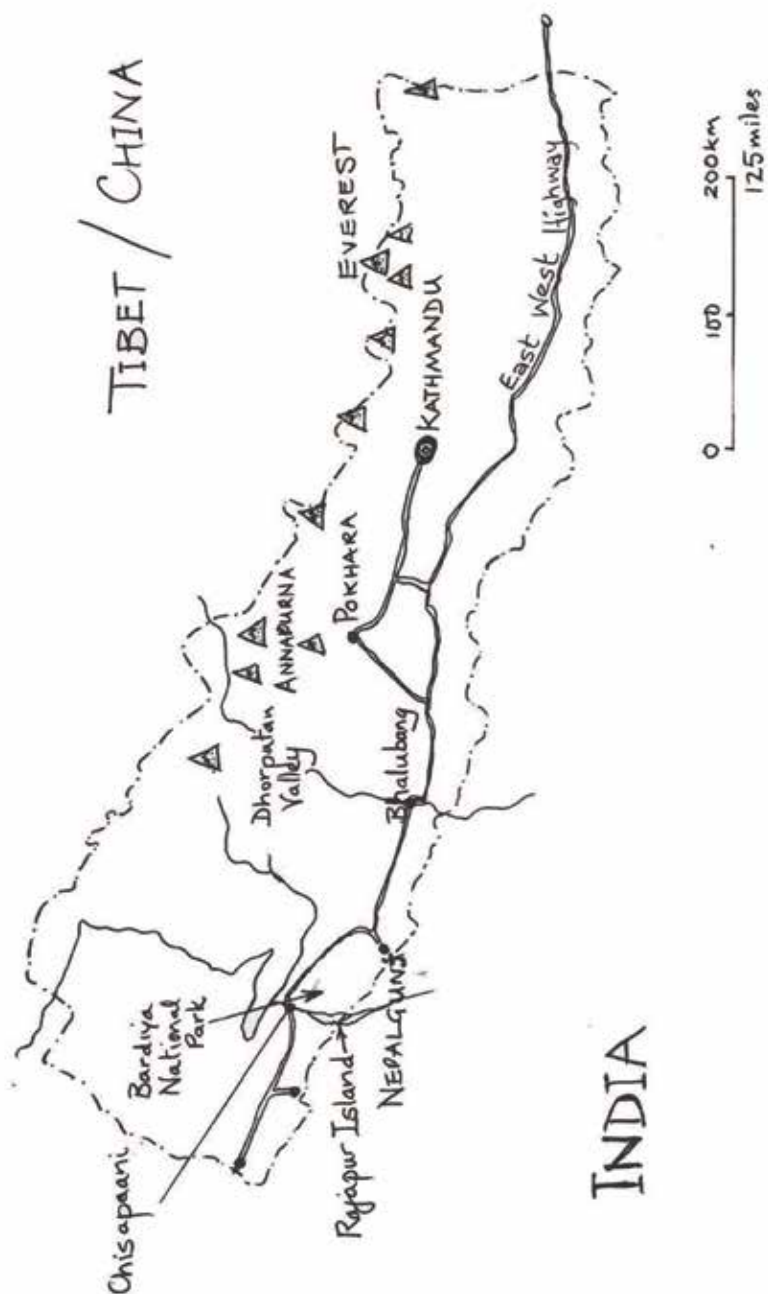 TIBET / CHINA
EVEREST
KATHMANDU
POKHARA
ANNAPURNA
Dhorpatan
Valley
Bhalubang
East West Highway
Bardiya
National
Park
Chisapaani
Rajapur Island
NEPALGUNJ
INDIA
0 100 200km
125miles